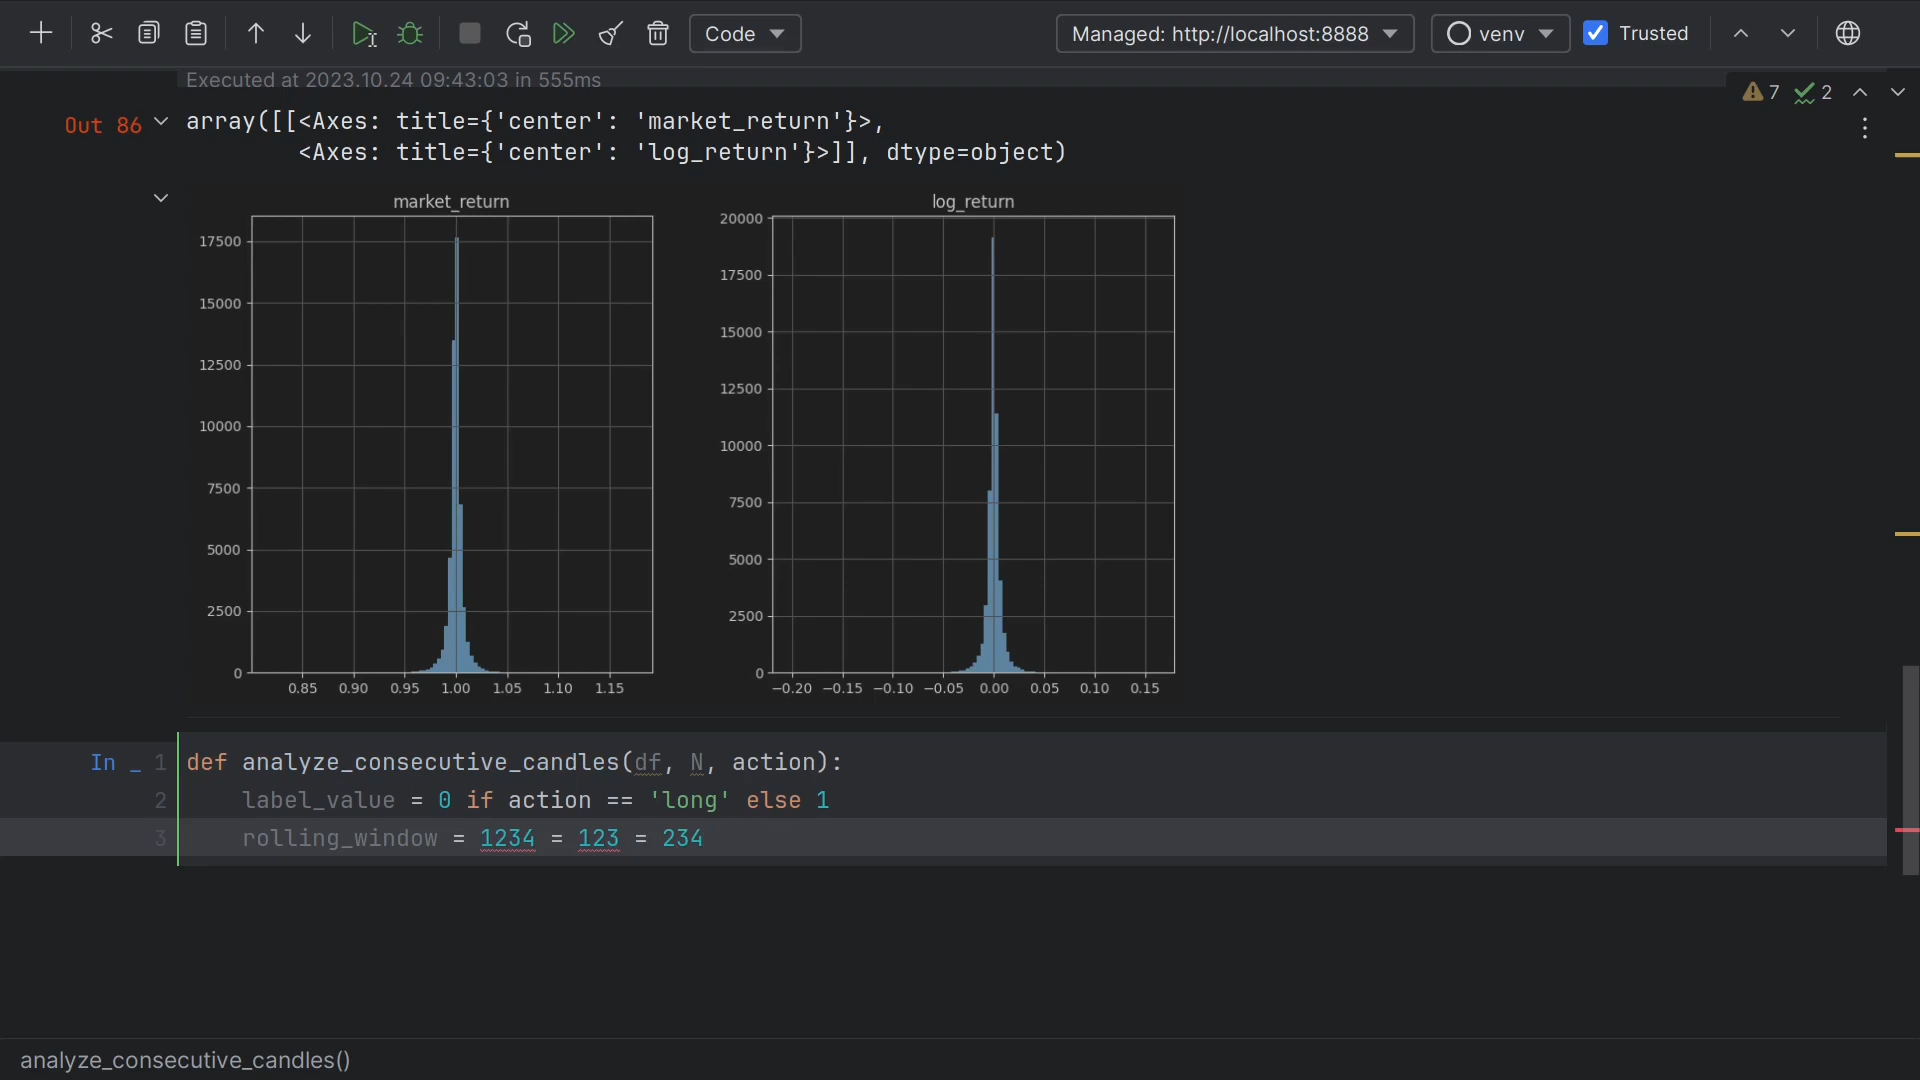 Code
Managed: http://localhost:8888
venv
Trusted
Executed at 2023.10.24 09:43:03 in 555ms
7
2
Out 86
array([[<Axes: title={'center': 'market_return'}>,
<Axes: title={'center': 'log_return'}>]], dtype=object)
market_return
17500
15000
12500
10000
7500
5000
2500
0
0.85 0.90 0.95 1.00 1.05 1.10 1.15
log_return
20000
17500
15000
12500
10000
7500
5000
2500
0
−0.20 −0.15 −0.10 −0.05 0.00 0.05 0.10 0.15
In _ 1 def analyze_consecutive_candles(df, N, action):
2 label_value = 0 if action == 'long' else 1
3 rolling_window = 1234 = 123 = 234
analyze_consecutive_candles()